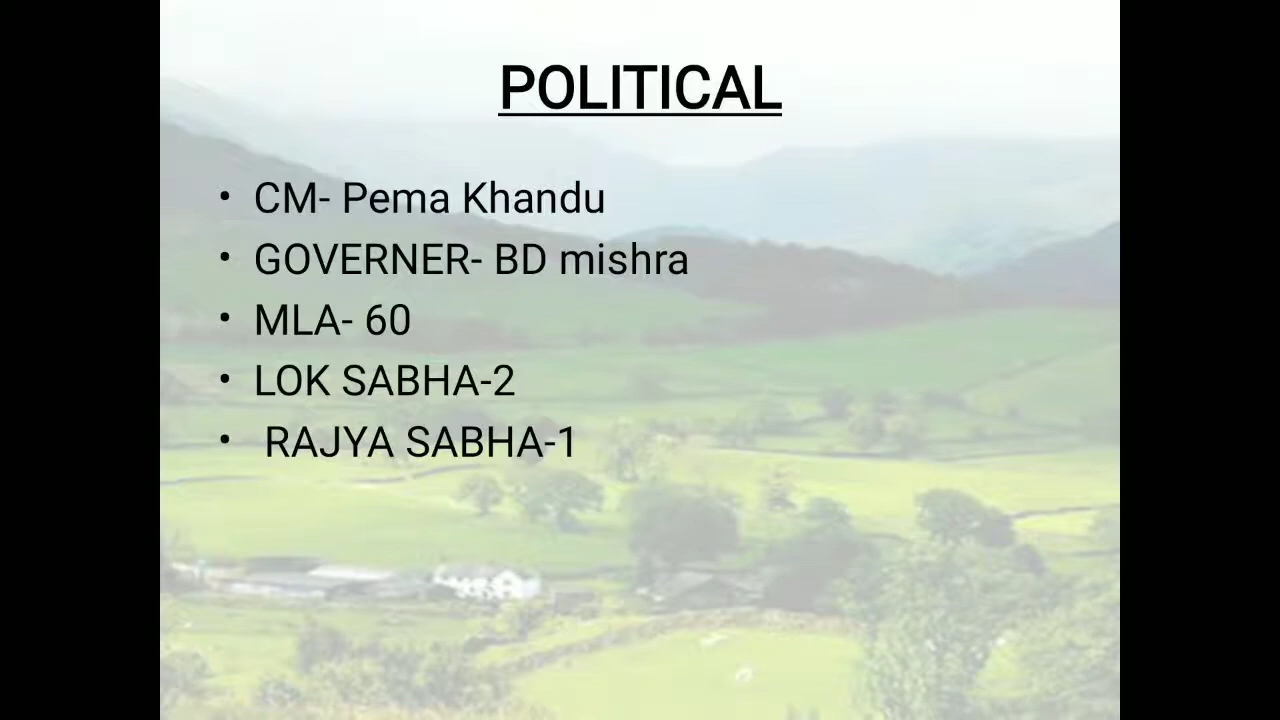 POLITICAL
• CM- Pema Khandu
• GOVERNER- BD mishra
• MLA- 60
• LOK SABHA-2
• RAJYA SABHA-1